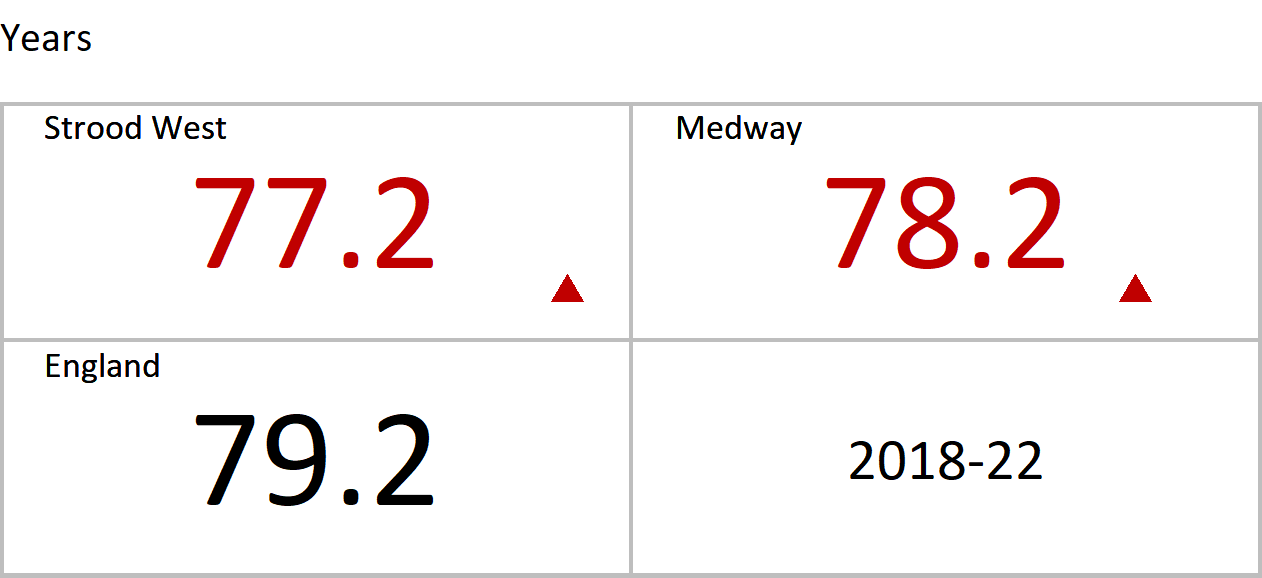 Years
Strood West
77.2
Medway
78.2
England
79.2
2018-22